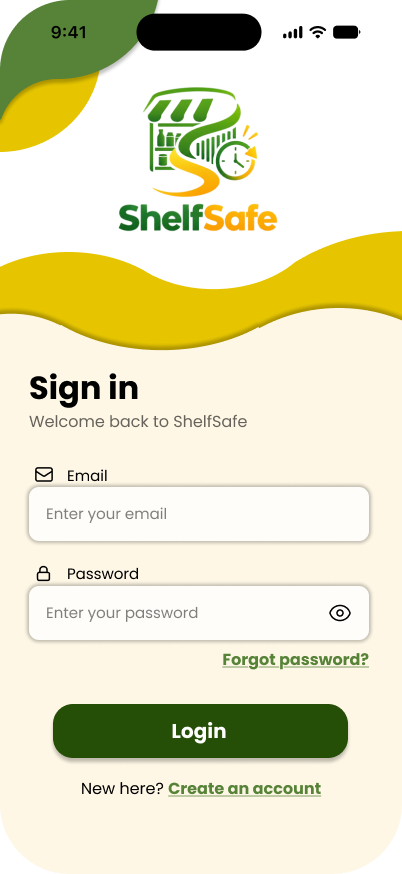 9:41
ShelfSafe
Sign in
Welcome back to ShelfSafe
Email
Enter your email
Password
Enter your password
Forgot password?
Login
New here? Create an account